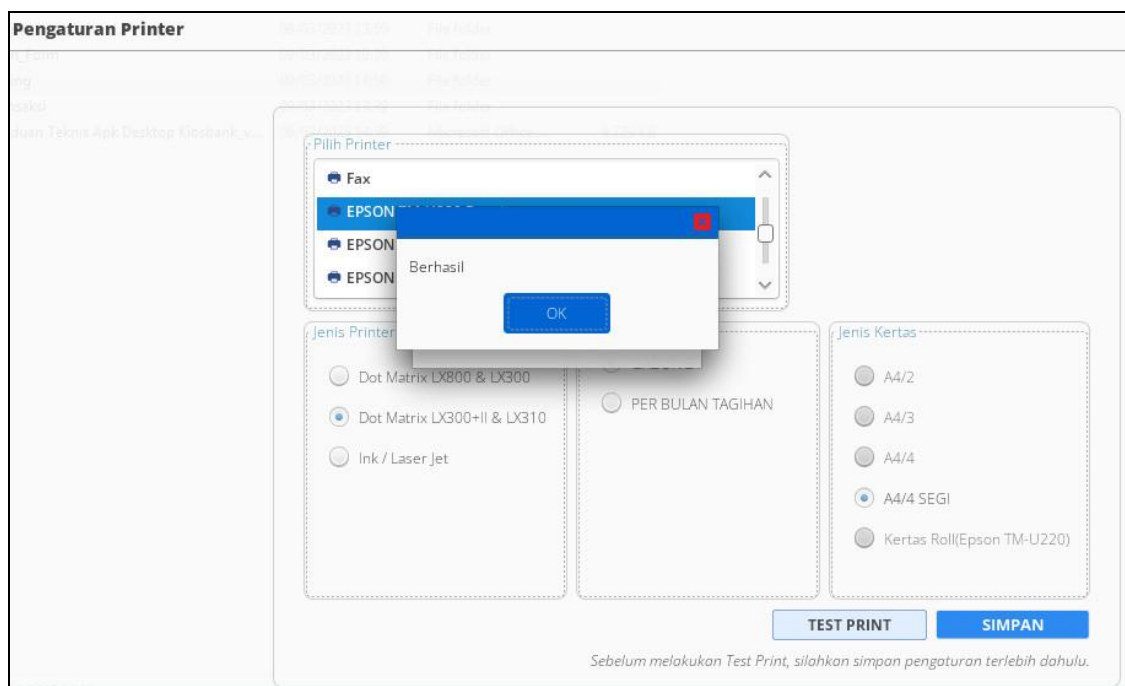 Pengaturan Printer
Pilih Printer
Fax
EPSON
EPSON
EPSON
Berhasil
OK
Jenis Printer
Dot Matrix LX800 & LX300
Dot Matrix LX300+II & LX310
Ink / Laser Jet
PER BULAN TAGIHAN
Jenis Kertas
A4/2
A4/3
A4/4
A4/4 SEGI
Kertas Roll(Epson TM-U220)
TEST PRINT
SIMPAN
Sebelum melakukan Test Print, silahkan simpan pengaturan terlebih dahulu.